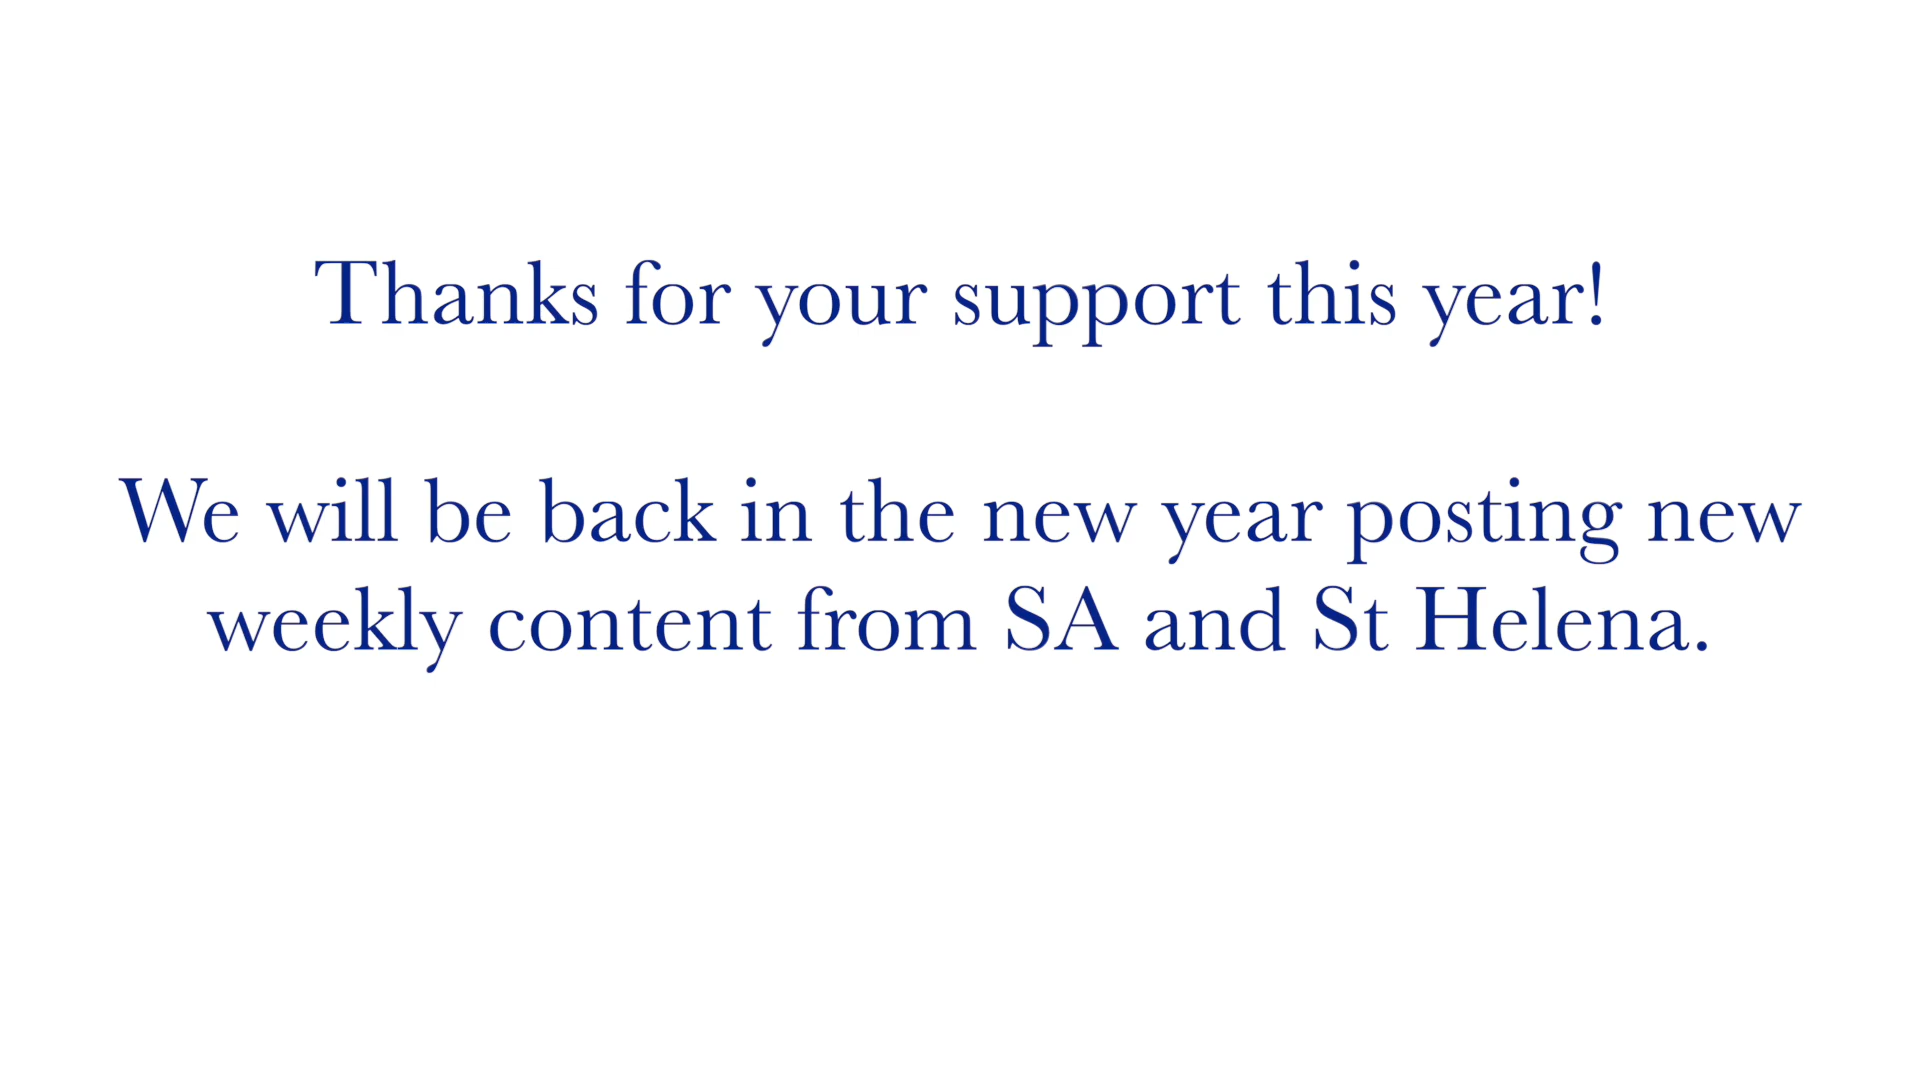 Thanks for your support this year!
We will be back in the new year posting new
weekly content from SA and St Helena.